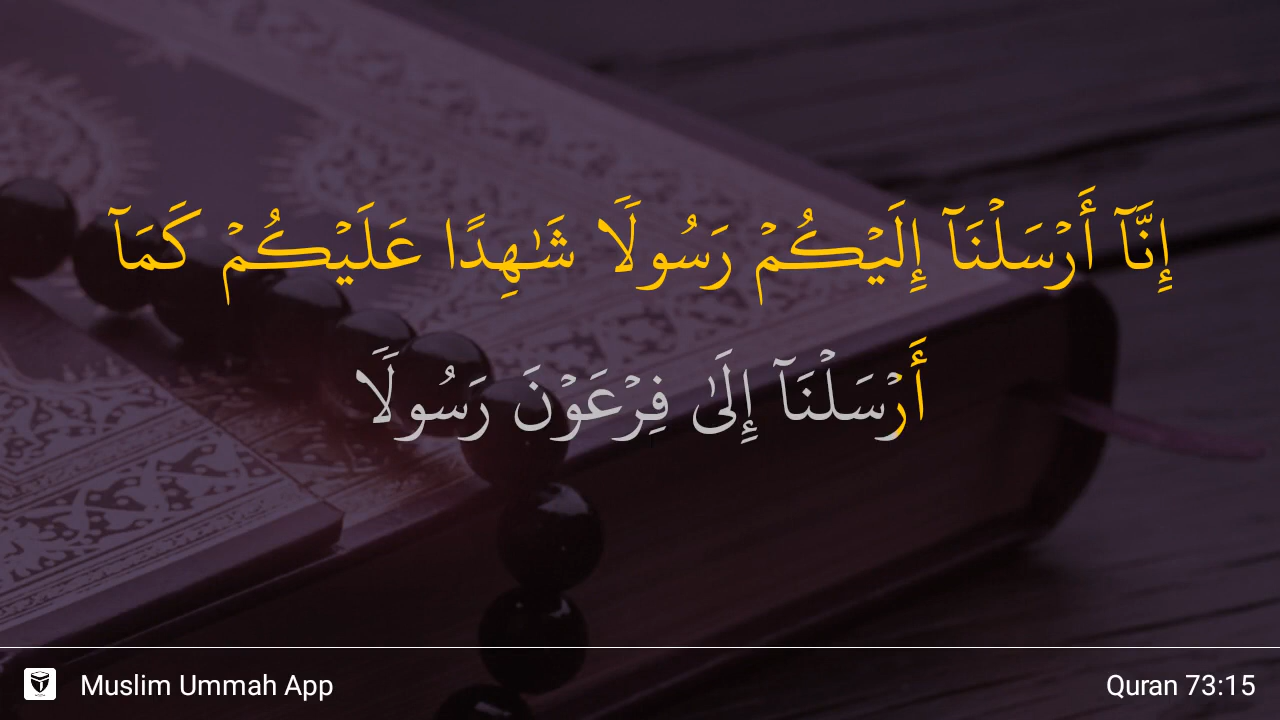 إِنَّآ أَرۡسَلۡنَآ إِلَيۡكُمۡ رَسُولَا شَٰهِدًا عَلَيۡكُمۡ كَمَآ
أَرۡسَلۡنَآ إِلَىٰ فِرۡعَوۡنَ رَسُولَا
Muslim Ummah App
Quran 73:15